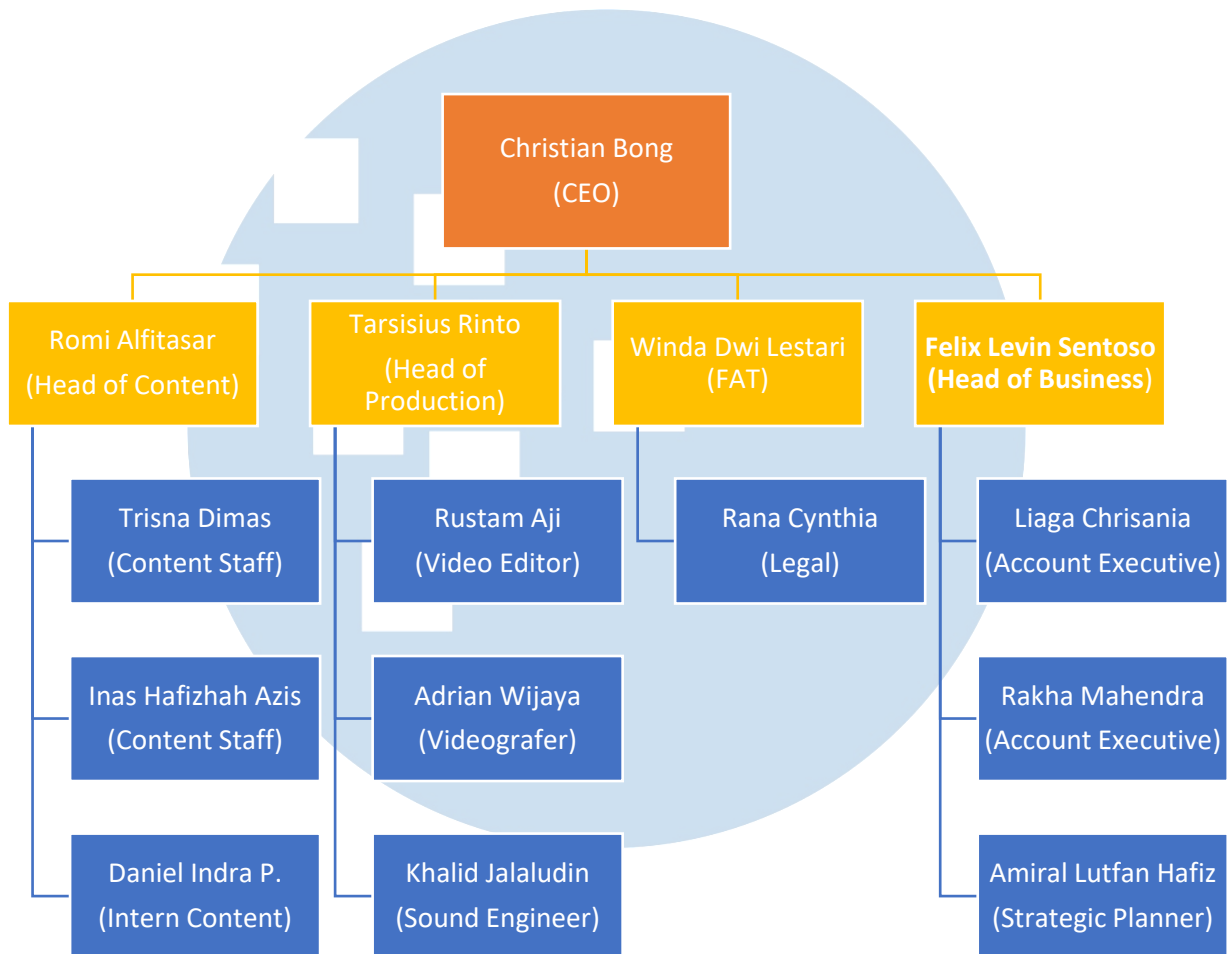 Christian Bong
(CEO)
Romi Alfitasar
(Head of Content)
Tarsisius Rinto
(Head of
Production)
Winda Dwi Lestari
(FAT)
Felix Levin Sentoso
(Head of Business)
Trisna Dimas
(Content Staff)
Rustam Aji
(Video Editor)
Rana Cynthia
(Legal)
Liaga Chrisania
(Account Executive)
Inas Hafizhah Azis
(Content Staff)
Adrian Wijaya
(Videografer)
Rakha Mahendra
(Account Executive)
Daniel Indra P.
(Intern Content)
Khalid Jalaludin
(Sound Engineer)
Amiral Lutfan Hafiz
(Strategic Planner)